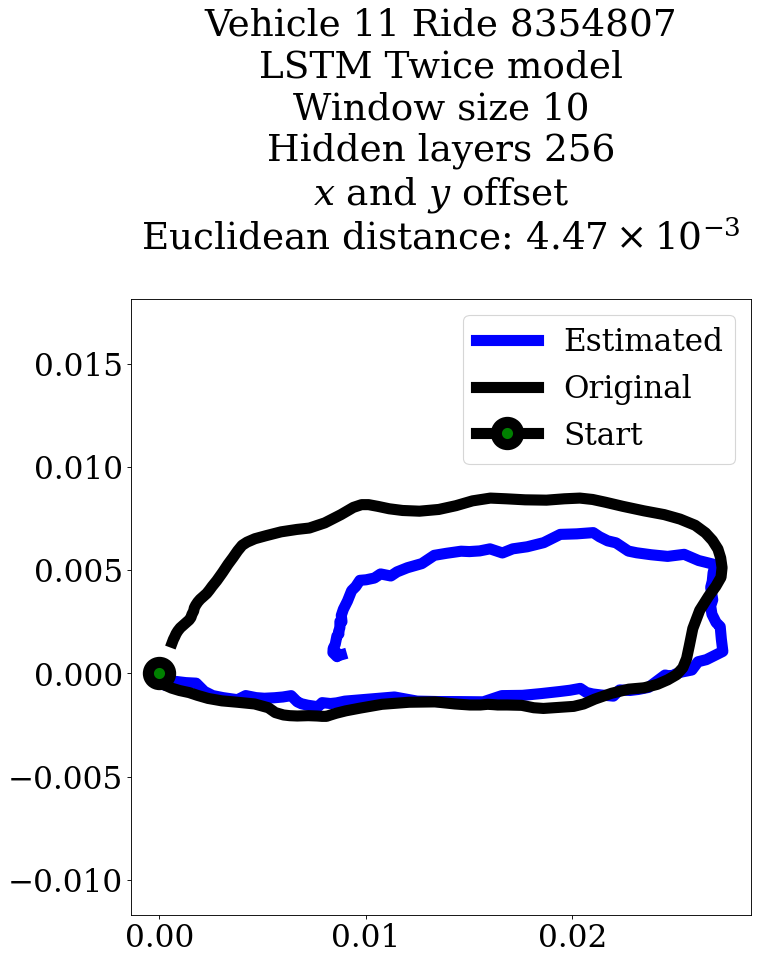 Vehicle 11 Ride 8354807
LSTM Twice model
Window size 10
Hidden layers 256
x and y offset
Euclidean distance: 4.47 × 10⁻³
Estimated
Original
Start
0.015
0.010
0.005
0.000
−0.005
−0.010
0.00 0.01 0.02